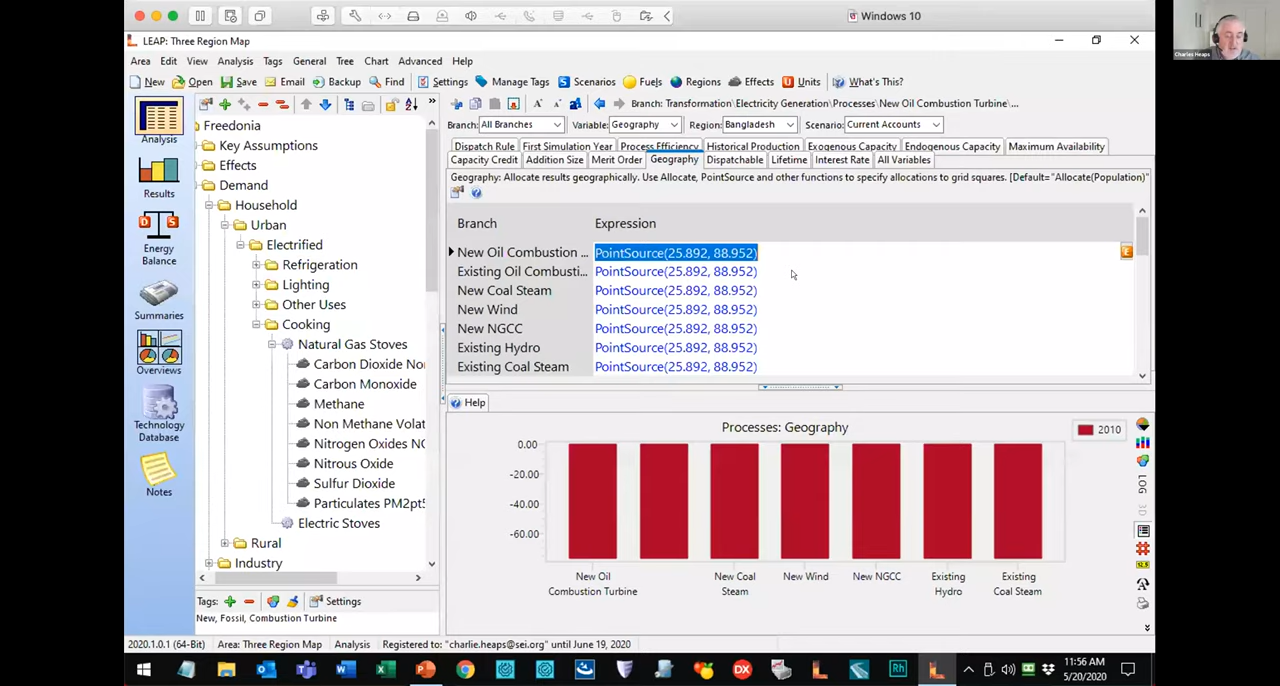 Windows 10
Charles Heaps
LEAP: Three Region Map
Area Edit View Analysis Tags General Tree Chart Advanced Help
New Open Save Email Backup Find Settings Manage Tags Scenarios Fuels Regions Effects Units What's This?
Branch: Transformation\Electricity Generation\Processes\New Oil Combustion Turbine\...
Branch: All Branches Variable: Geography Region: Bangladesh Scenario: Current Accounts
Dispatch Rule First Simulation Year Process Efficiency Historical Production Exogenous Capacity Endogenous Capacity Maximum Availability
Capacity Credit Addition Size Merit Order Geography Dispatchable Lifetime Interest Rate All Variables
Geography: Allocate results geographically. Use Allocate, PointSource and other functions to specify allocations to grid squares. [Default="Allocate(Population)"
Branch Expression
New Oil Combustion ... PointSource(25.892, 88.952)
Existing Oil Combusti... PointSource(25.892, 88.952)
New Coal Steam PointSource(25.892, 88.952)
New Wind PointSource(25.892, 88.952)
New NGCC PointSource(25.892, 88.952)
Existing Hydro PointSource(25.892, 88.952)
Existing Coal Steam PointSource(25.892, 88.952)
Help
Processes: Geography
2010
0.00
-20.00
-40.00
-60.00
New Oil Combustion Turbine
New Coal Steam
New Wind
New NGCC
Existing Hydro
Existing Coal Steam
LOG
3D
12.5
Analysis
Results
Energy Balance
Summaries
Overviews
Technology Database
Notes
Freedonia
Key Assumptions
Effects
Demand
Household
Urban
Electrified
Refrigeration
Lighting
Other Uses
Cooking
Natural Gas Stoves
Carbon Dioxide No
Carbon Monoxide
Methane
Non Methane Volat
Nitrogen Oxides NO
Nitrous Oxide
Sulfur Dioxide
Particulates PM2pt5
Electric Stoves
Rural
Industry
Tags: Settings
New, Fossil, Combustion Turbine
2020.1.0.1 (64-Bit) Area: Three Region Map Analysis Registered to: "charlie.heaps@sei.org" until June 19, 2020
11:56 AM
5/20/2020